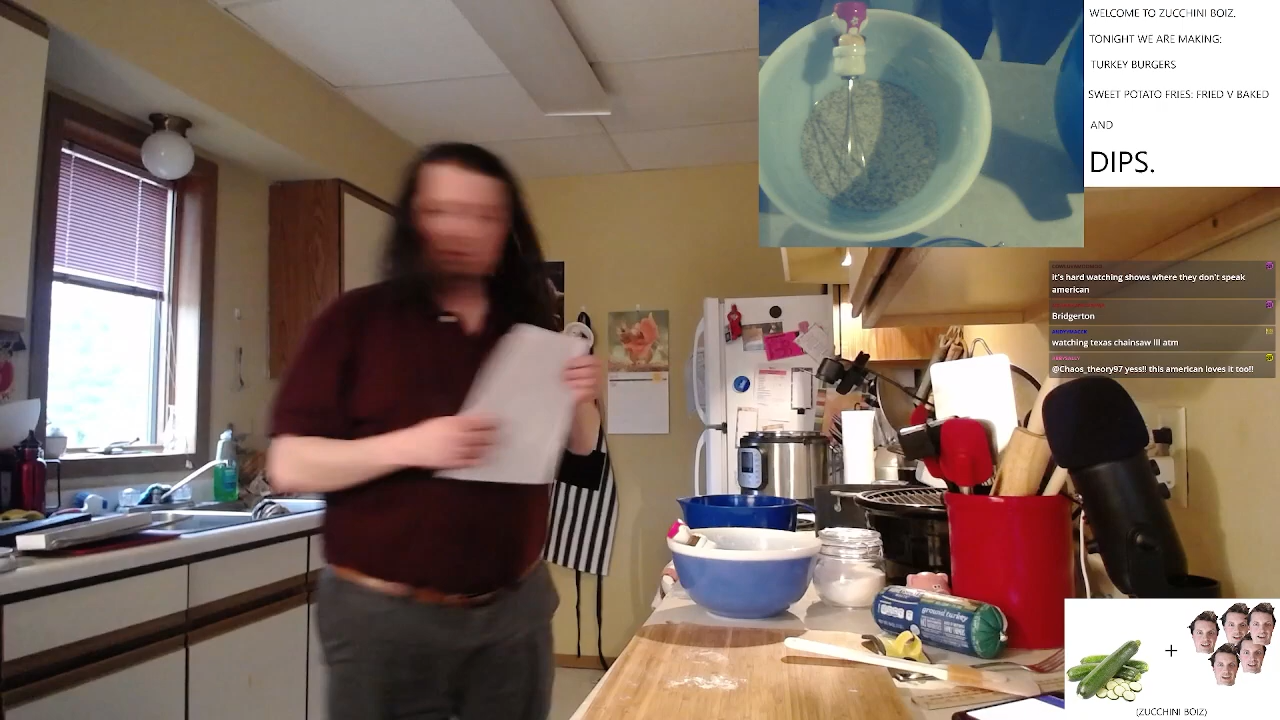 WELCOME TO ZUCCHINI BOIZ.
TONIGHT WE ARE MAKING:
TURKEY BURGERS
SWEET POTATO FRIES: FRIED V BAKED
AND
DIPS.
it's hard watching shows where they don't speak
american
Bridgerton
watching texas chainsaw III atm
@Chaos_theory97 yess!! this american loves it too!!
ground turkey
+
(ZUCCHINI BOIZ)